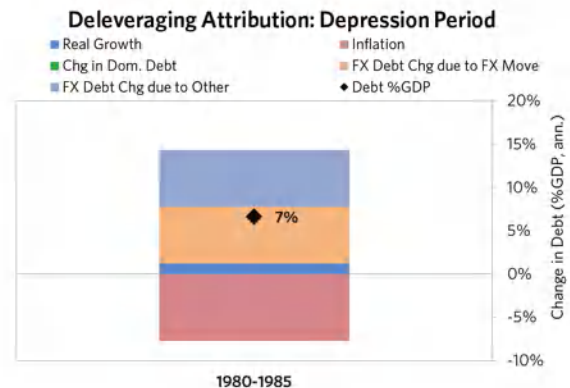 Deleveraging Attribution: Depression Period
Real Growth
Inflation
Chg in Dom. Debt
FX Debt Chg due to FX Move
FX Debt Chg due to Other
Debt %GDP
20%
15%
10%
5%
0%
-5%
-10%
Change in Debt (%GDP, ann.)
7%
1980-1985